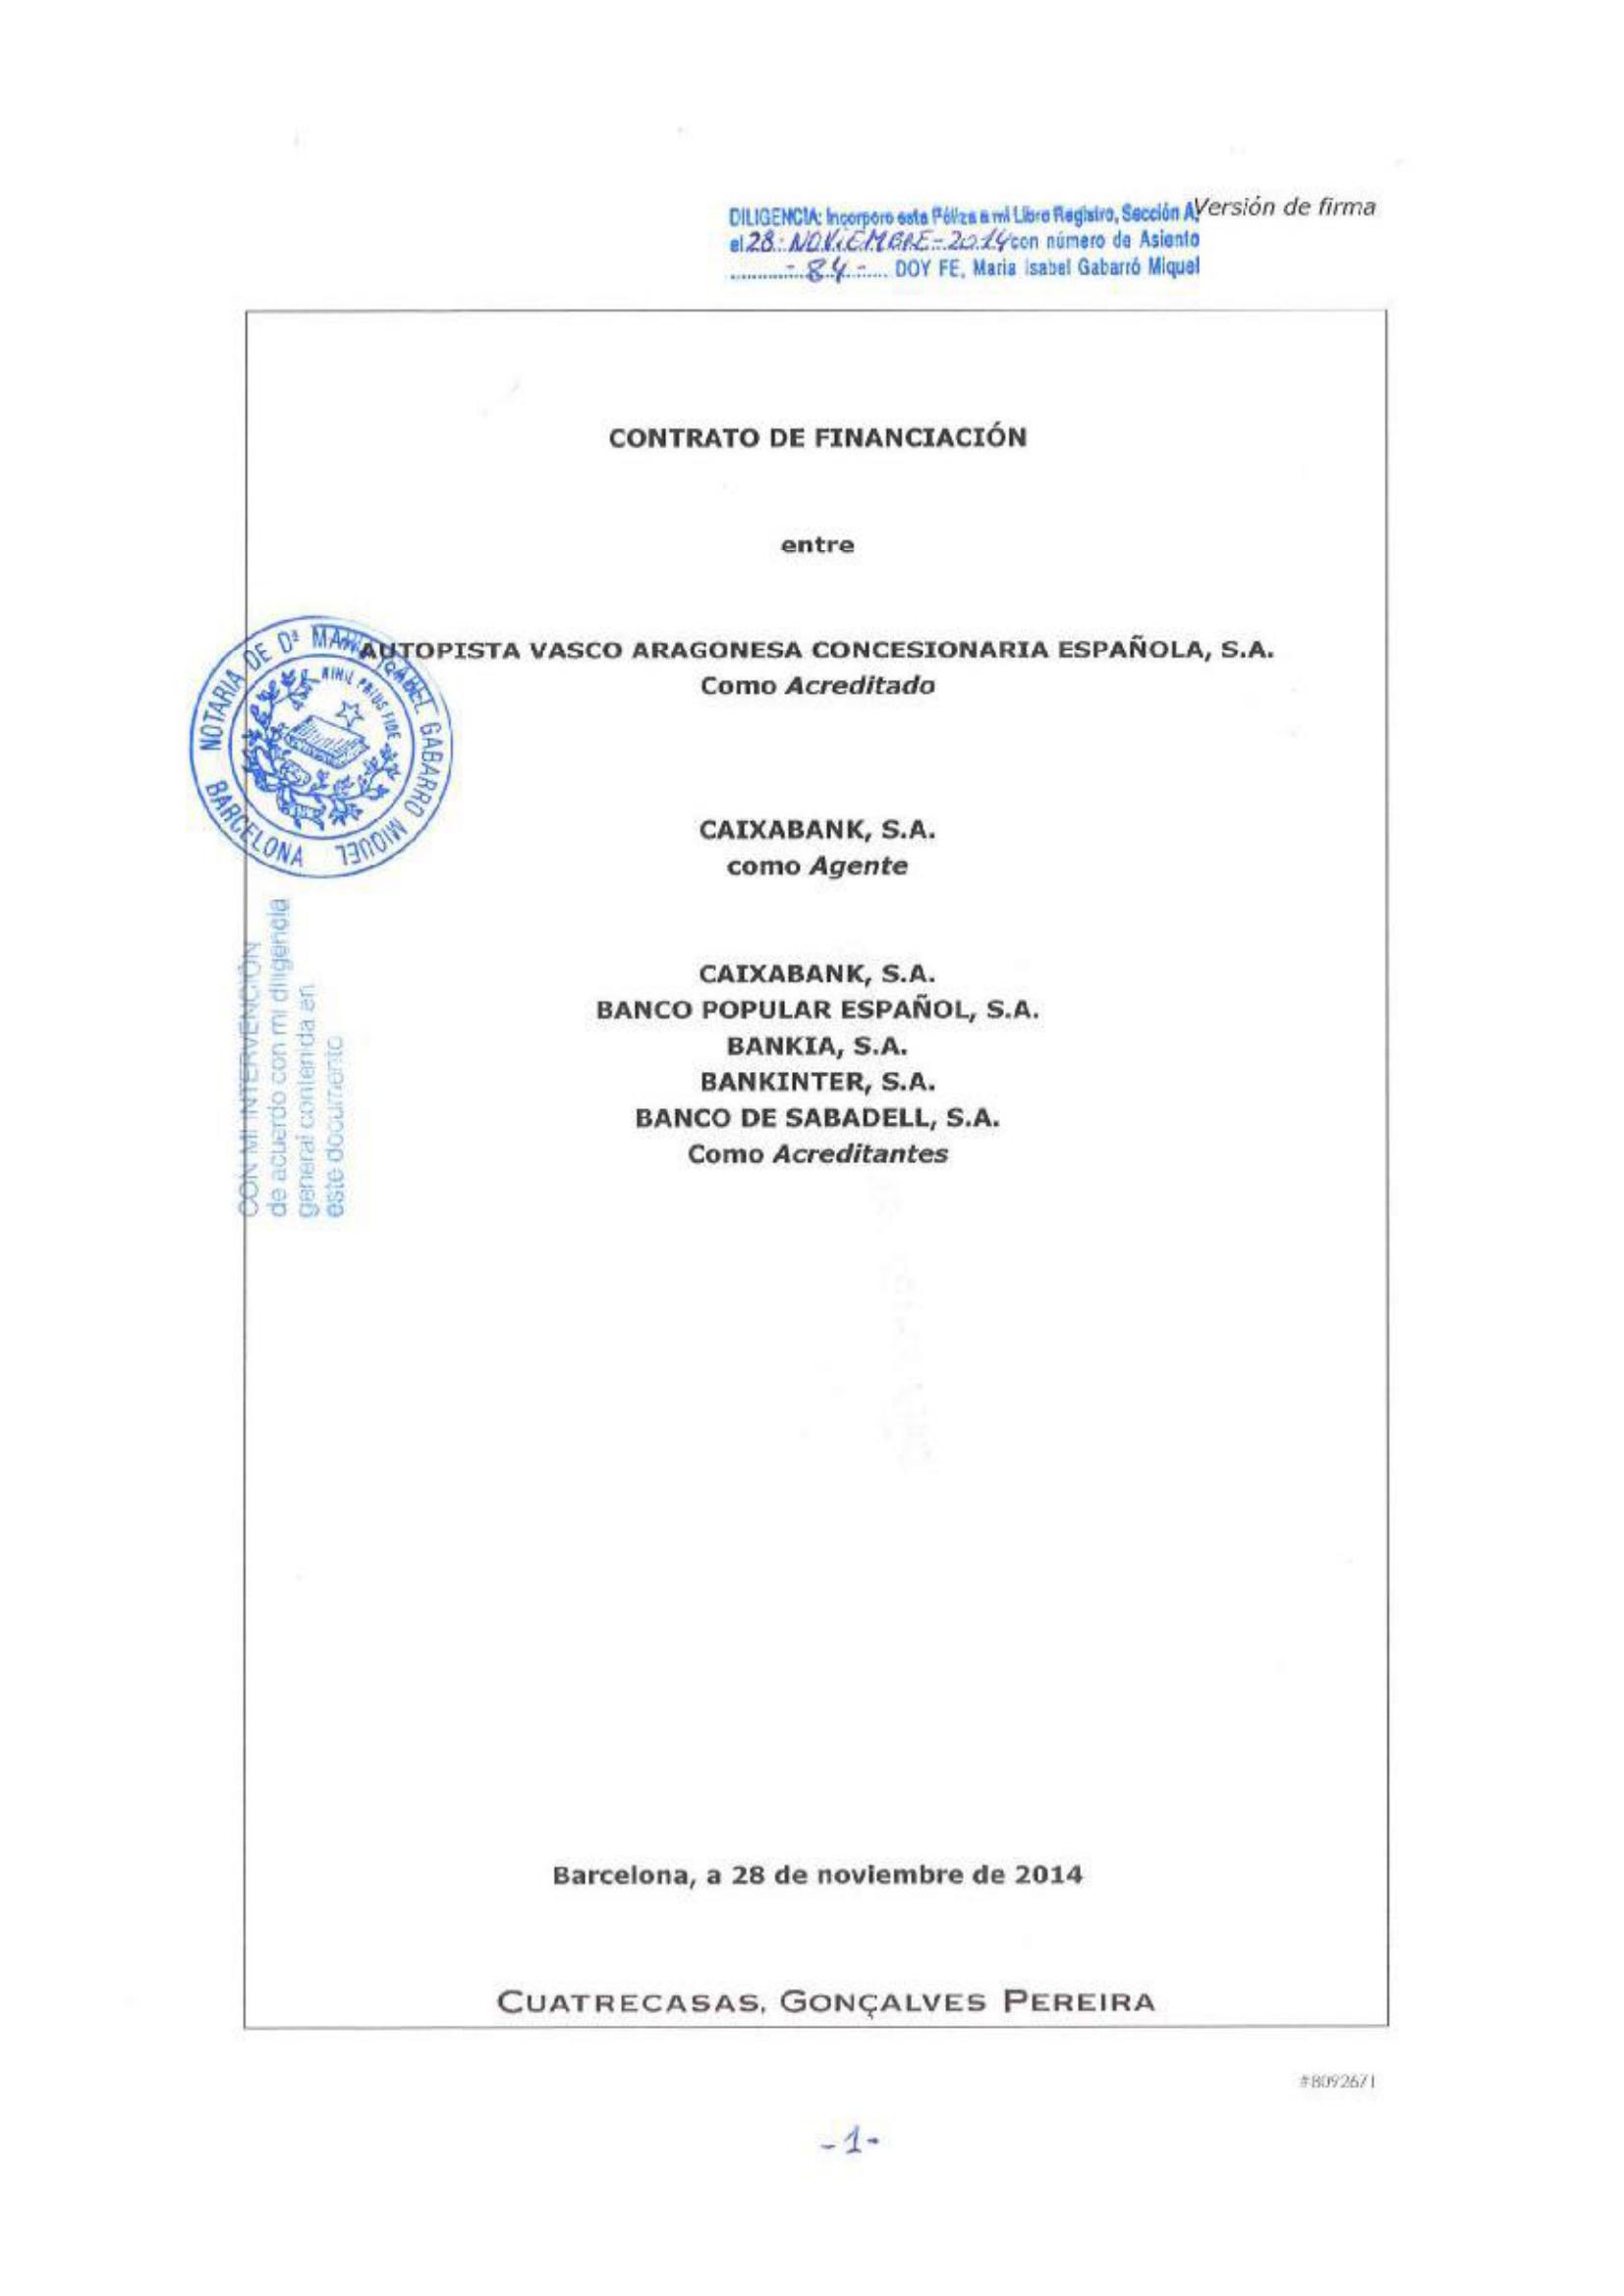 Versión de firma
DILIGENCIA: Incorporo esta Póliza a mi Libro Registro, Sección A,
el 28-NOVIEMBRE-2014 con número de Asiento
-84- DOY FE, Maria Isabel Gabarró Miquel
CONTRATO DE FINANCIACIÓN
entre
AUTOPISTA VASCO ARAGONESA CONCESIONARIA ESPAÑOLA, S.A.
Como Acreditado
NOTARIA DE Dª MARIA ISABEL GABARRO MIQUEL
BARCELONA
NIHIL PRIUS FIDE
CAIXABANK, S.A.
como Agente
CON MI INTERVENCIÓN
de acuerdo con mi diligencia
general contenida en
este documento
CAIXABANK, S.A.
BANCO POPULAR ESPAÑOL, S.A.
BANKIA, S.A.
BANKINTER, S.A.
BANCO DE SABADELL, S.A.
Como Acreditantes
Barcelona, a 28 de noviembre de 2014
CUATRECASAS, GONÇALVES PEREIRA
#8092671
-1-